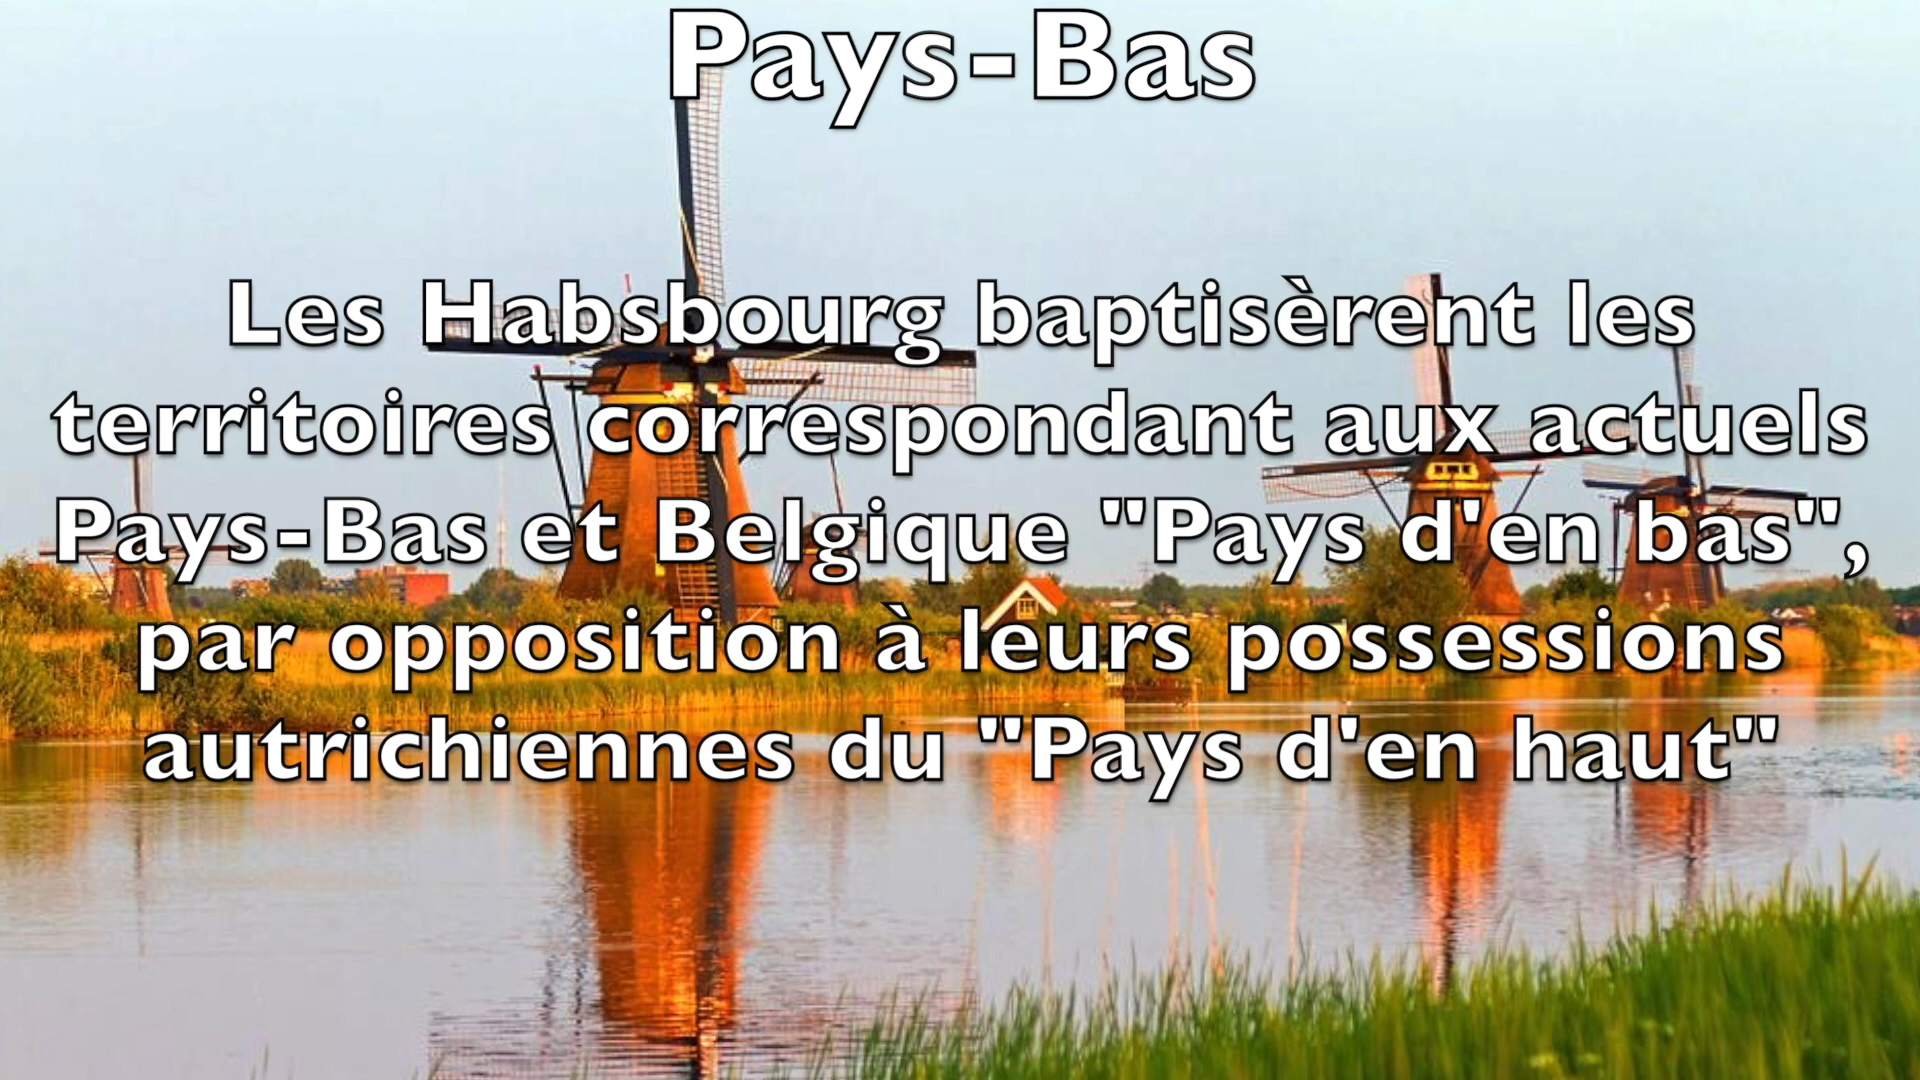 Pays-Bas
Les Habsbourg baptisèrent les
territoires correspondant aux actuels
Pays-Bas et Belgique "Pays d'en bas",
par opposition à leurs possessions
autrichiennes du "Pays d'en haut"